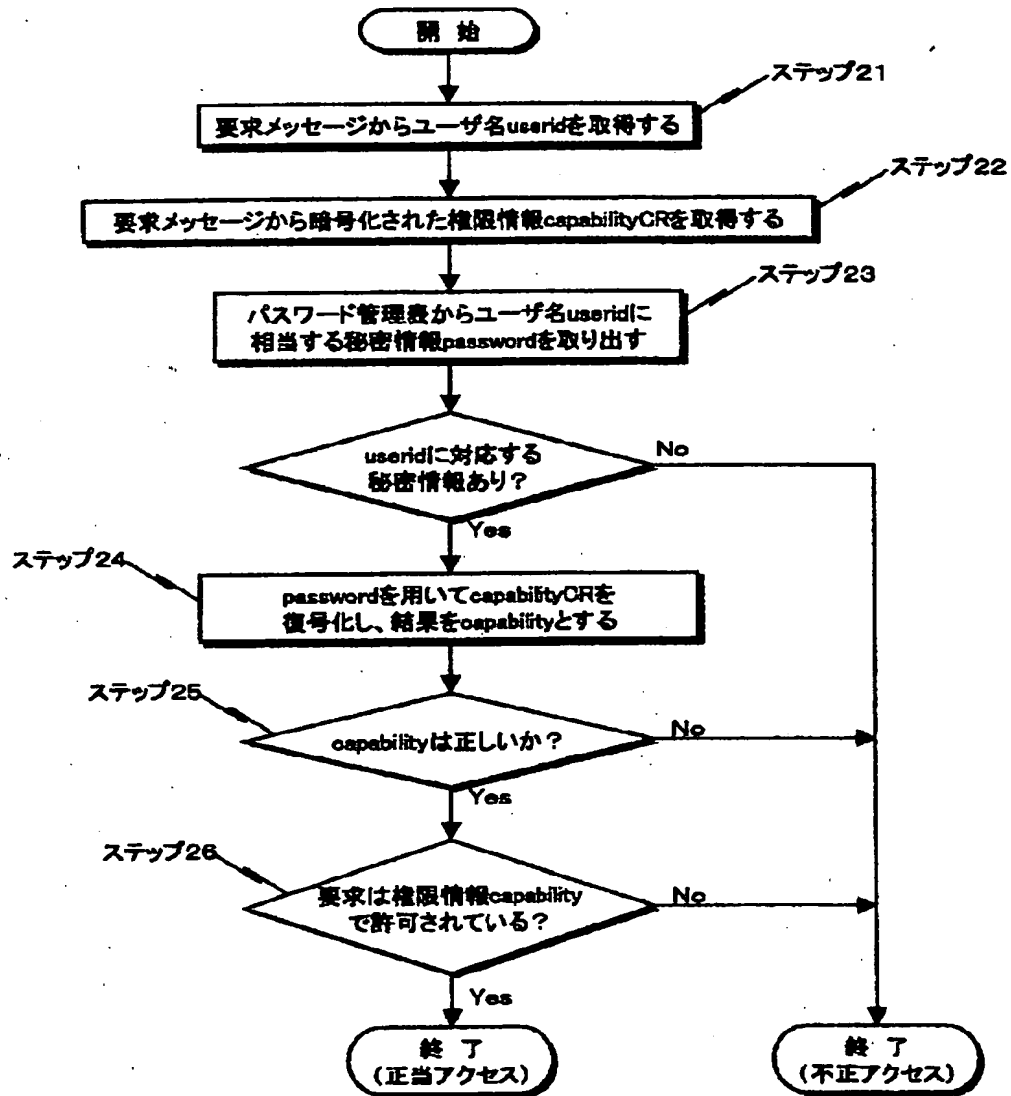 開始
ステップ21
要求メッセージからユーザ名useridを取得する
ステップ22
要求メッセージから暗号化された権限情報capabilityCRを取得する
ステップ23
パスワード管理表からユーザ名useridに
相当する秘密情報passwordを取り出す
useridに対応する
秘密情報あり？
No
Yes
ステップ24
passwordを用いてcapabilityCRを
復号化し、結果をcapabilityとする
ステップ25
capabilityは正しいか？
No
Yes
ステップ26
要求は権限情報capability
で許可されている？
No
Yes
終了
(正当アクセス)
終了
(不正アクセス)